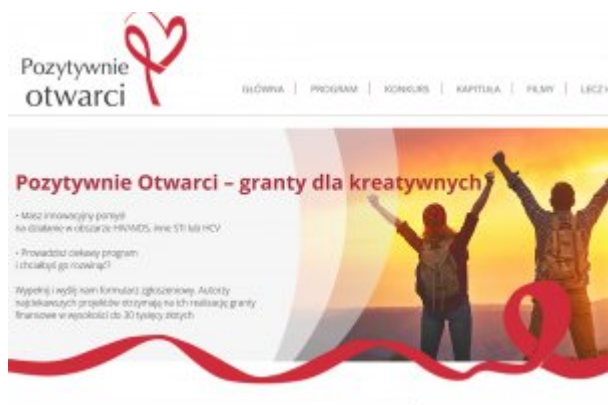 Pozytywnie
otwarci
GŁÓWNA | PROGRAM | KONKURS | KAPITUŁA | FILMY | LECZ
Pozytywnie Otwarci – granty dla kreatywnych
• Masz innowacyjny pomysł
na działanie w obszarze HIV/AIDS, inne STI lub HCV
• Prowadzisz ciekawy program
i chciałbyś go rozwinąć?
Wypełnij i wyślij nam formularz zgłoszeniowy. Autorzy
najciekawszych projektów otrzymają na ich realizację granty
finansowe w wysokości do 30 tysięcy złotych